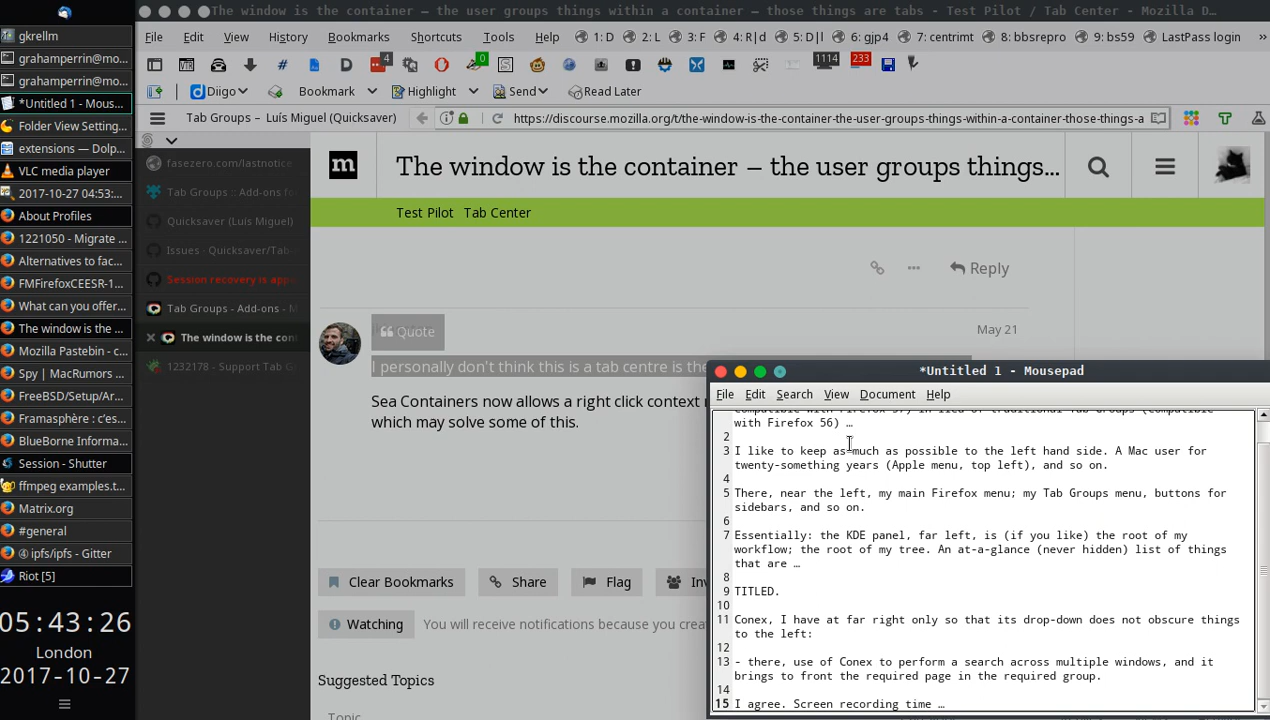 The window is the container — the user groups things within a container — those things are tabs - Test Pilot / Tab Center - Mozilla D…
gkrellm
grahamperrin@mo...
grahamperrin@mo...
*Untitled 1 - Mous...
Folder View Setting...
extensions — Dolp...
VLC media player
2017-10-27 04:53:...
About Profiles
1221050 - Migrate ...
Alternatives to fac...
FMFirefoxCEESR-1...
What can you offer...
The window is the ...
Mozilla Pastebin - c...
Spy | MacRumors ...
FreeBSD/Setup/Ar...
Framasphère : c'es...
BlueBorne Informa...
Session - Shutter
ffmpeg examples.t...
Matrix.org
#general
④ ipfs/ipfs - Gitter
Riot [5]
05:43:26
London
2017-10-27
File Edit View History Bookmarks Shortcuts Tools Help 1: D 2: L 3: F 4: R|d 5: D|l 6: gjp4 7: centrimt 8: bbsrepo 9: bs59 LastPass login
4 0 1114 233
Diigo Bookmark Highlight Send Read Later
Tab Groups – Luís Miguel (Quicksaver) https://discourse.mozilla.org/t/the-window-is-the-container-the-user-groups-things-within-a-container-those-things-a
fasezero.com/lastnotice
Tab Groups :: Add-ons fo
Quicksaver (Luís Miguel)
Issues · Quicksaver/Tab-
Session recovery is appe
Tab Groups - Add-ons - M
The window is the cont
1232178 - Support Tab G
m The window is the container — the user groups things...
Test Pilot Tab Center
Reply
Quote
May 21
I personally don't think this is a tab centre is the
Sea Containers now allows a right click context
which may solve some of this.
Clear Bookmarks Share Flag Inv
Watching You will receive notifications because you crea
Suggested Topics
Topic
*Untitled 1 - Mousepad
File Edit Search View Document Help
compatible with Firefox 57) in lieu of traditional Tab Groups (compatible
with Firefox 56) …
2
3 I like to keep as much as possible to the left hand side. A Mac user for
twenty-something years (Apple menu, top left), and so on.
4
5 There, near the left, my main Firefox menu; my Tab Groups menu, buttons for
sidebars, and so on.
6
7 Essentially: the KDE panel, far left, is (if you like) the root of my
workflow; the root of my tree. An at-a-glance (never hidden) list of things
that are …
8
9 TITLED.
10
11 Conex, I have at far right only so that its drop-down does not obscure things
to the left:
12
13 - there, use of Conex to perform a search across multiple windows, and it
brings to front the required page in the required group.
14
15 I agree. Screen recording time …